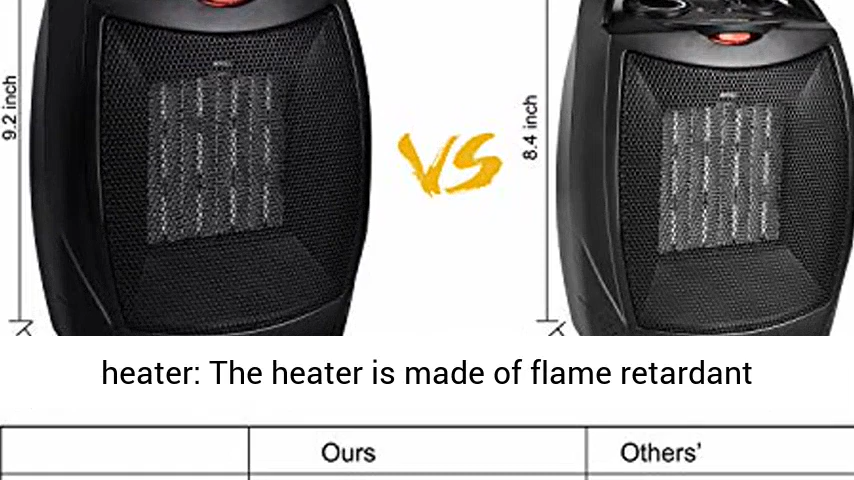 9.2 inch
VS
8.4 inch
heater: The heater is made of flame retardant
Ours
Others’